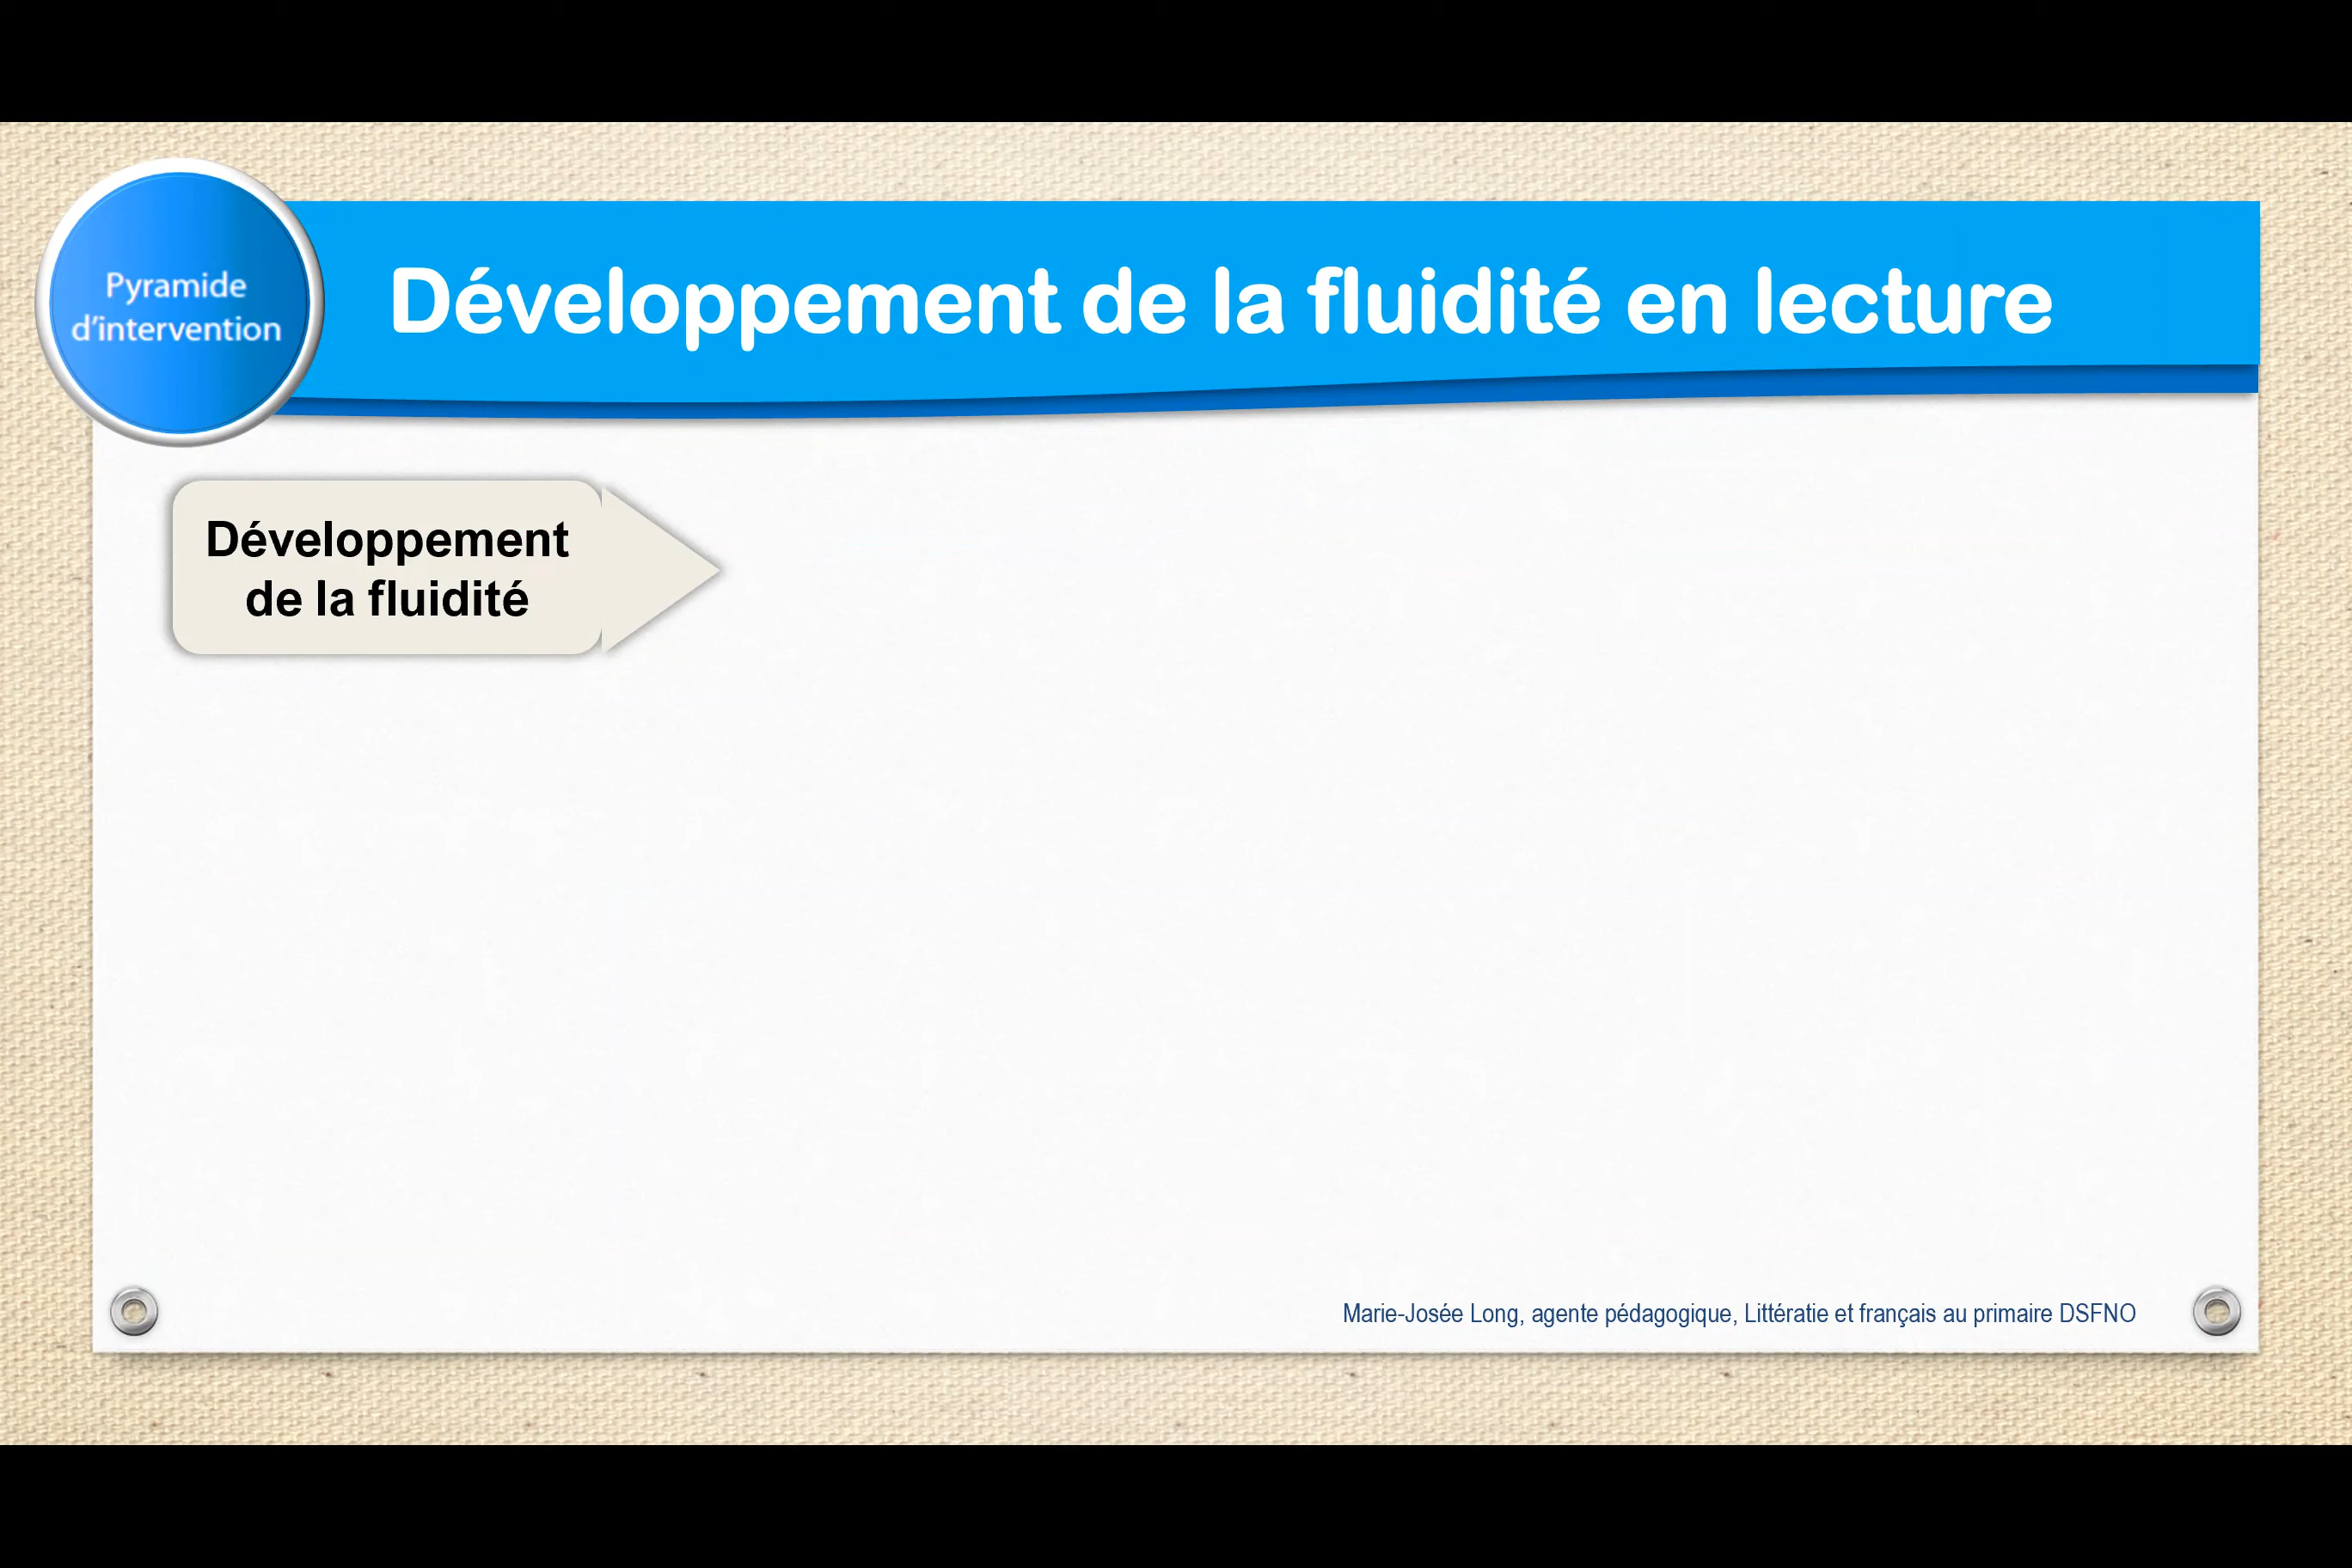 Pyramide
d'intervention
Développement de la fluidité en lecture
Développement
de la fluidité
Marie-Josée Long, agente pédagogique, Littératie et français au primaire DSFNO